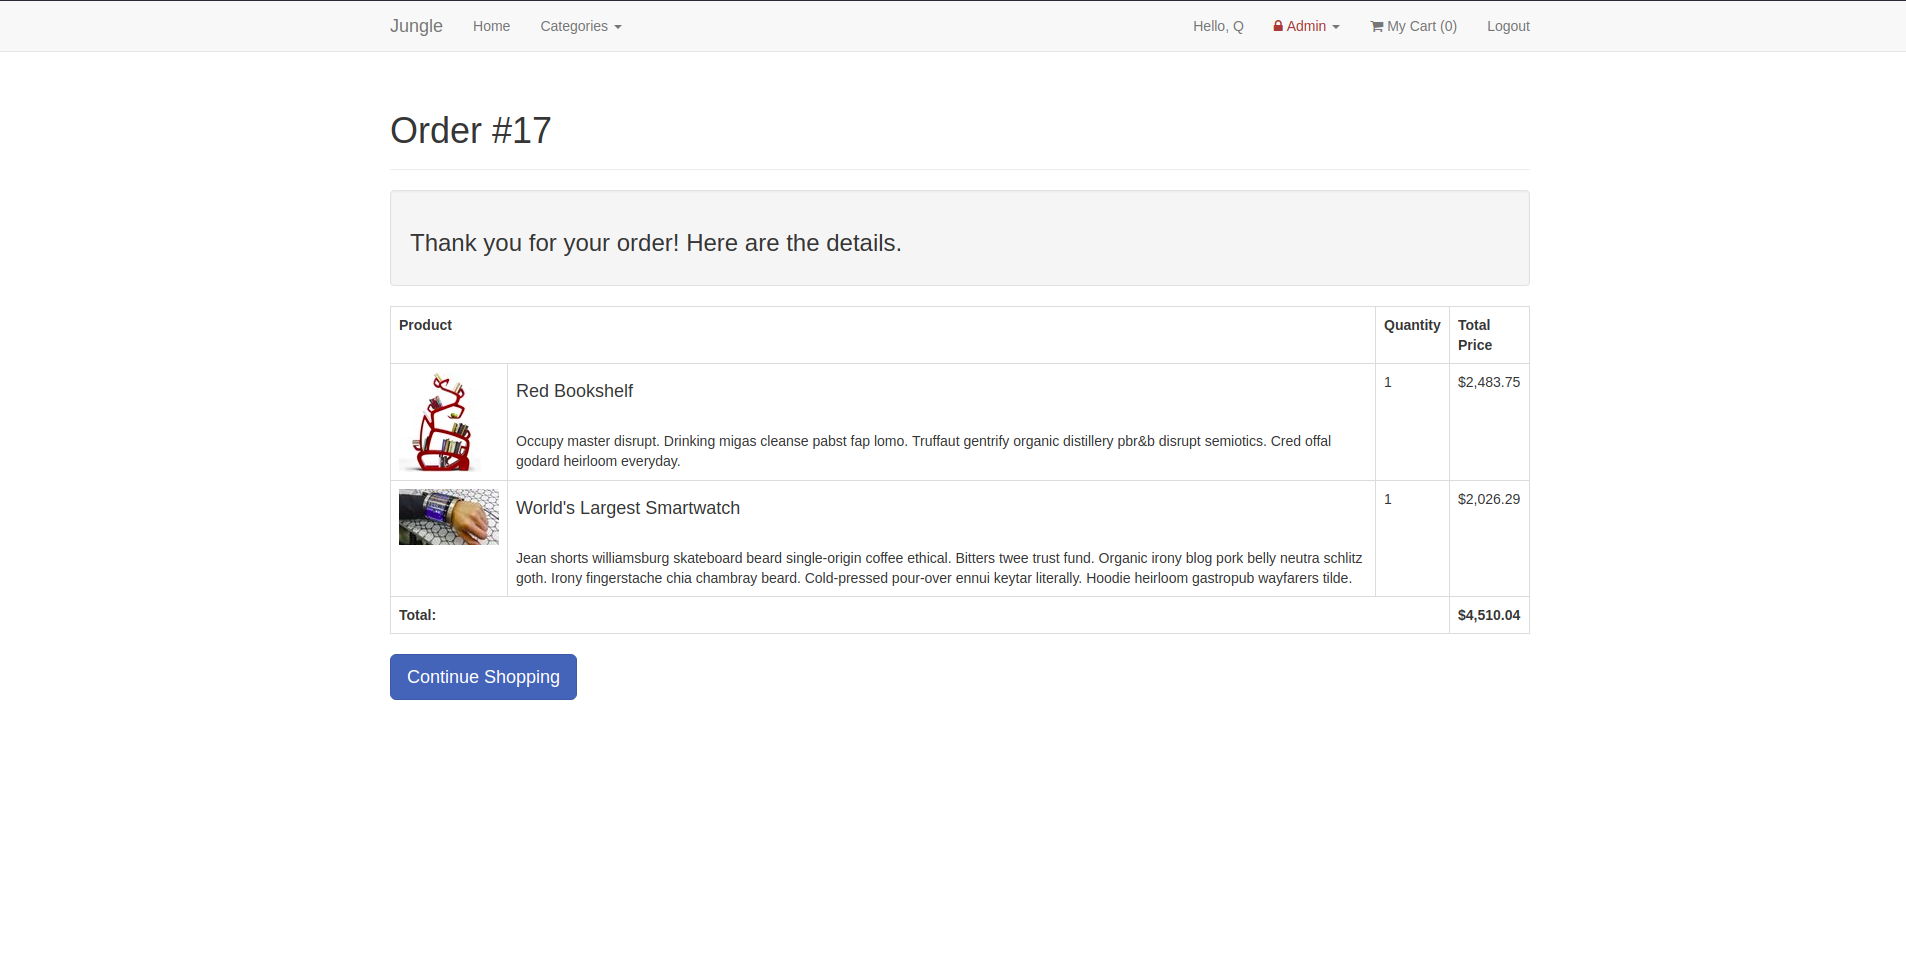 Jungle Home Categories Hello, Q Admin My Cart (0) Logout
Order #17
Thank you for your order! Here are the details.
Product Quantity Total
Price
Red Bookshelf 1 $2,483.75
Occupy master disrupt. Drinking migas cleanse pabst fap lomo. Truffaut gentrify organic distillery pbr&b disrupt semiotics. Cred offal
godard heirloom everyday.
World's Largest Smartwatch 1 $2,026.29
Jean shorts williamsburg skateboard beard single-origin coffee ethical. Bitters twee trust fund. Organic irony blog pork belly neutra schlitz
goth. Irony fingerstache chia chambray beard. Cold-pressed pour-over ennui keytar literally. Hoodie heirloom gastropub wayfarers tilde.
Total: $4,510.04
Continue Shopping